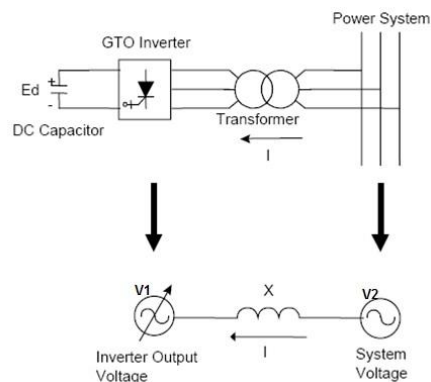 Power System
GTO Inverter
+
Ed
-
DC Capacitor
Transformer
I
V1
X
V2
I
Inverter Output
Voltage
System
Voltage